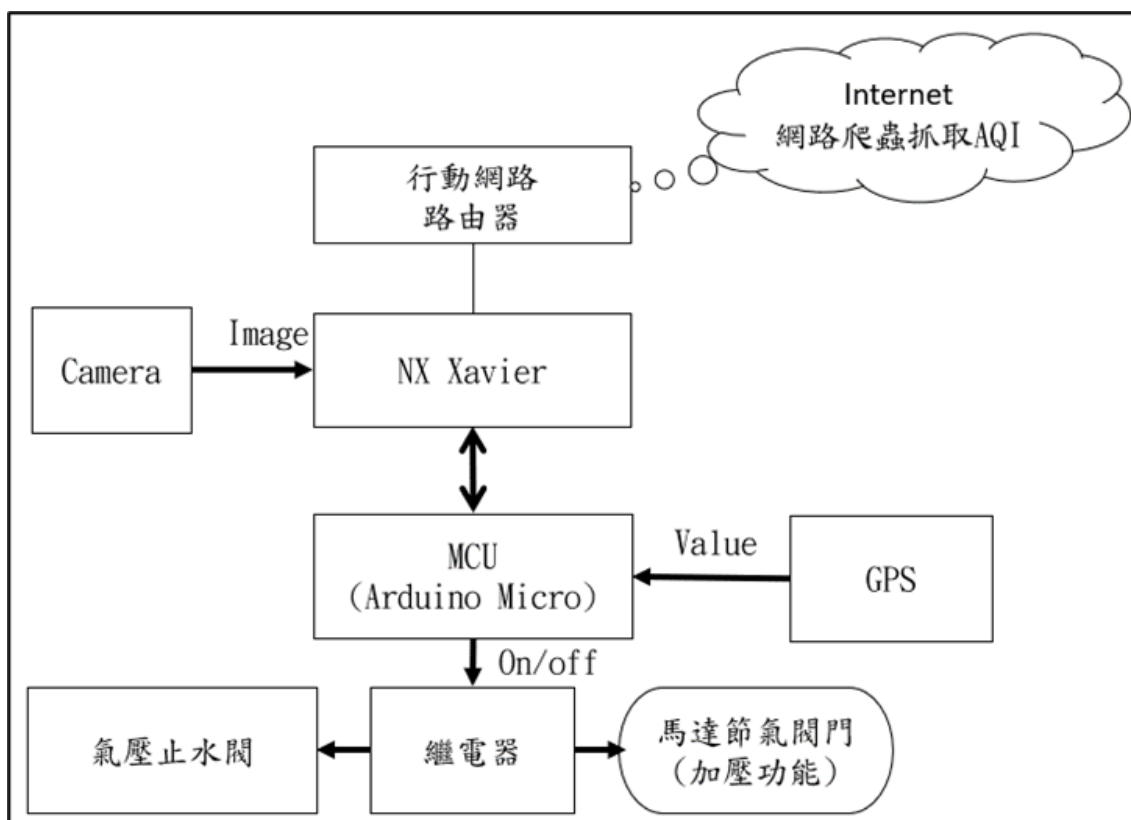 Internet
網路爬蟲抓取AQI
行動網路
路由器
Image
Camera
NX Xavier
MCU
(Arduino Micro)
Value
GPS
On/off
氣壓止水閥
繼電器
馬達節氣閥門
(加壓功能)